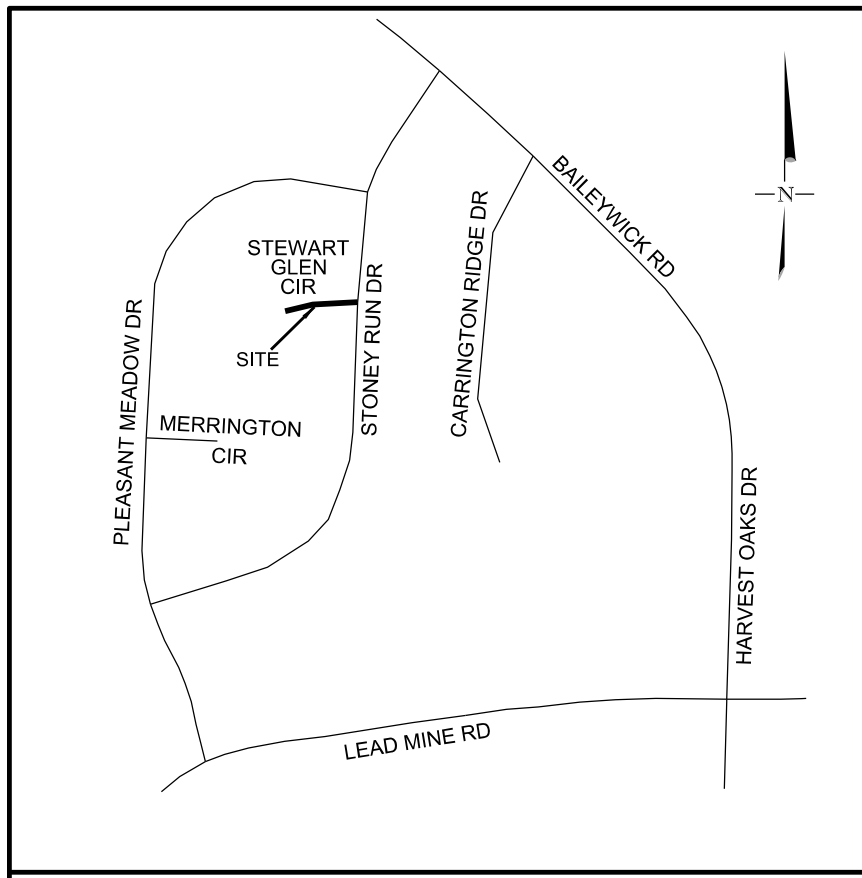 BAILEYWICK RD
N
CARRINGTON RIDGE DR
STEWART
GLEN
CIR
STONEY RUN DR
SITE
PLEASANT MEADOW DR
MERRINGTON
CIR
HARVEST OAKS DR
LEAD MINE RD